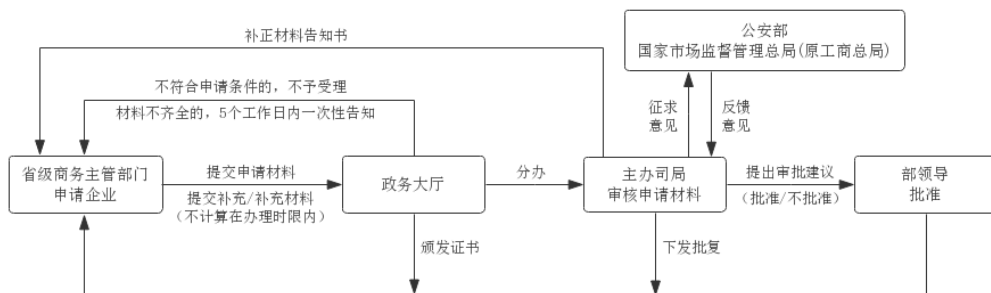 补正材料告知书
公安部
国家市场监督管理总局(原工商总局)
不符合申请条件的，不予受理
材料不齐全的，5个工作日内一次性告知
征求
意见
反馈
意见
省级商务主管部门
申请企业
提交申请材料
提交补充/补充材料
（不计算在办理时限内）
政务大厅
分办
主办司局
审核申请材料
提出审批建议
（批准/不批准）
部领导
批准
颁发证书
下发批复